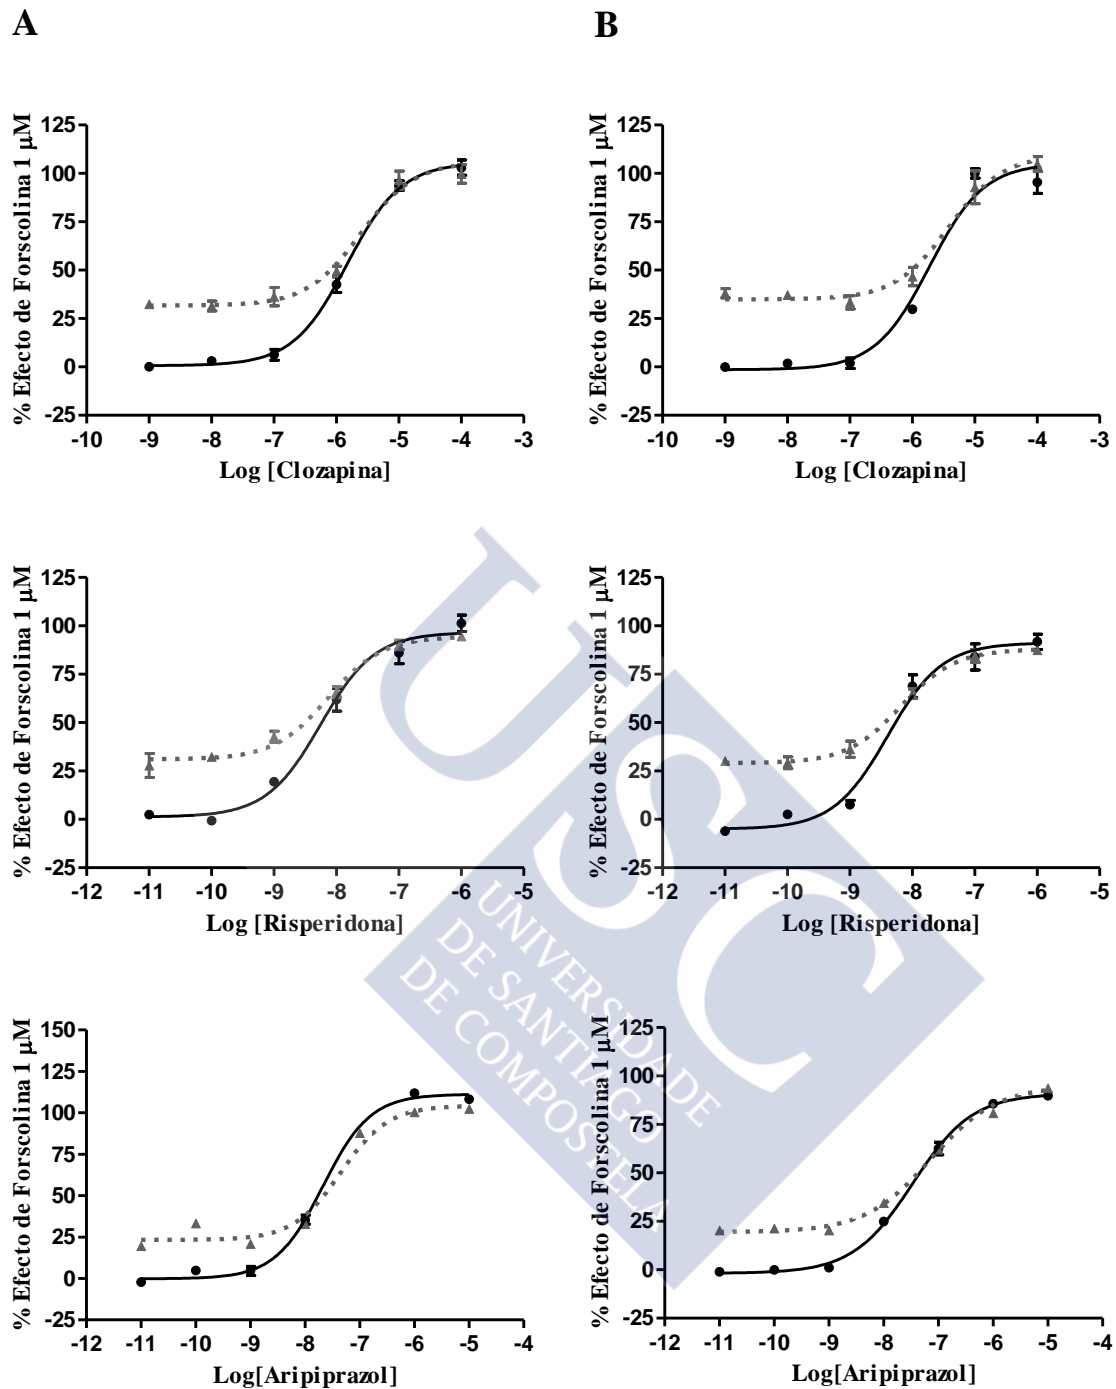 A
B
% Efecto de Forscolina 1 µM
125
100
75
50
25
0
-25
-10 -9 -8 -7 -6 -5 -4 -3
Log [Clozapina]
% Efecto de Forscolina 1 µM
125
100
75
50
25
0
-25
-10 -9 -8 -7 -6 -5 -4 -3
Log [Clozapina]
% Efecto de Forscolina 1 µM
125
100
75
50
25
0
-25
-12 -11 -10 -9 -8 -7 -6 -5
Log [Risperidona]
% Efecto de Forscolina 1 µM
125
100
75
50
25
0
-25
-12 -11 -10 -9 -8 -7 -6 -5
Log [Risperidona]
% Efecto de Forscolina 1 µM
150
125
100
75
50
25
0
-25
-12 -11 -10 -9 -8 -7 -6 -5 -4
Log[Aripiprazol]
% Efecto de Forscolina 1 µM
125
100
75
50
25
0
-25
-12 -11 -10 -9 -8 -7 -6 -5 -4
Log[Aripiprazol]
USC
UNIVERSIDADE
DE SANTIAGO
DE COMPOSTELA